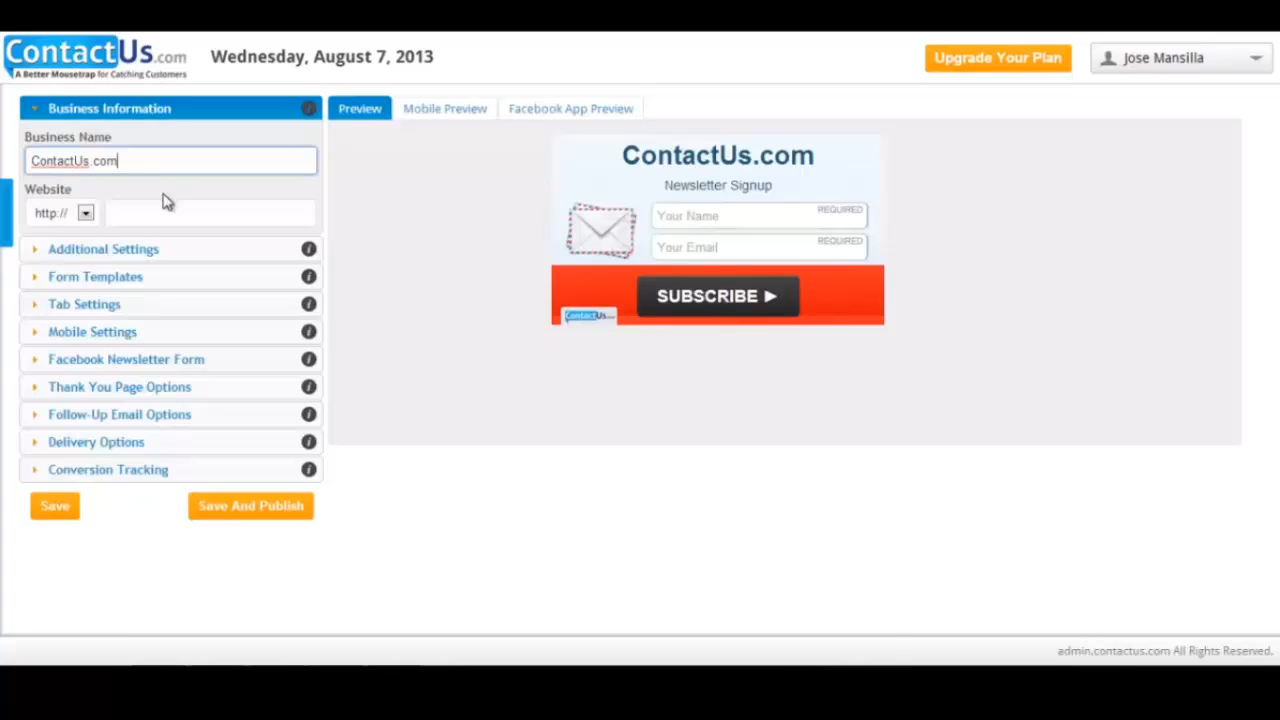 ContactUs.com
A Better Mousetrap for Catching Customers
Wednesday, August 7, 2013
Upgrade Your Plan
Jose Mansilla
Business Information
Business Name
ContactUs.com
Website
http://
Additional Settings
Form Templates
Tab Settings
Mobile Settings
Facebook Newsletter Form
Thank You Page Options
Follow-Up Email Options
Delivery Options
Conversion Tracking
Save
Save And Publish
Preview
Mobile Preview
Facebook App Preview
ContactUs.com
Newsletter Signup
Your Name
REQUIRED
Your Email
REQUIRED
SUBSCRIBE ►
ContactUs.com
admin.contactus.com All Rights Reserved.